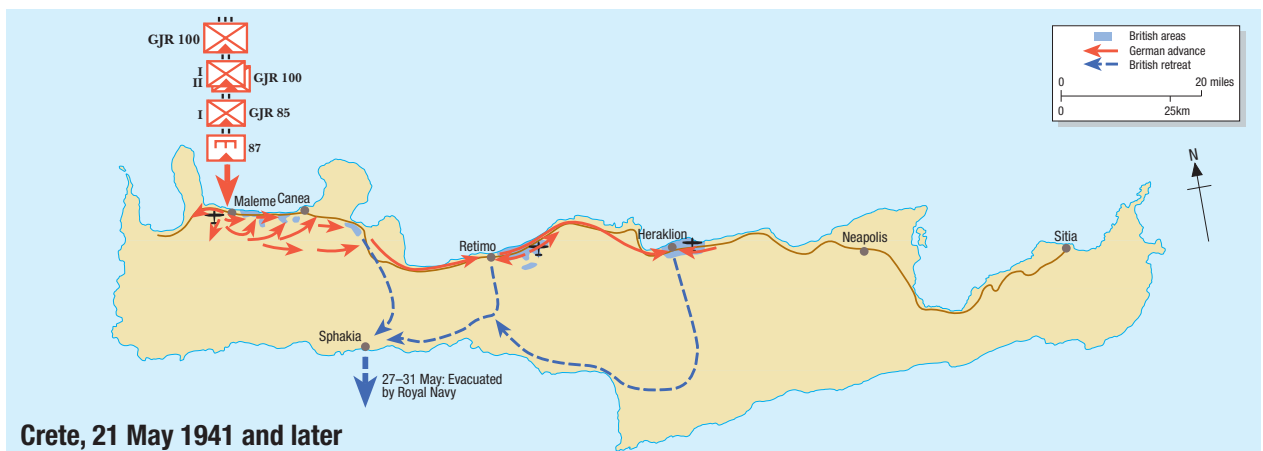 GJR 100
I
II
GJR 100
I
GJR 85
87
British areas
German advance
British retreat
0
20 miles
0
25km
N
Maleme
Canea
Retimo
Heraklion
Neapolis
Sitia
Sphakia
27–31 May: Evacuated
by Royal Navy
Crete, 21 May 1941 and later